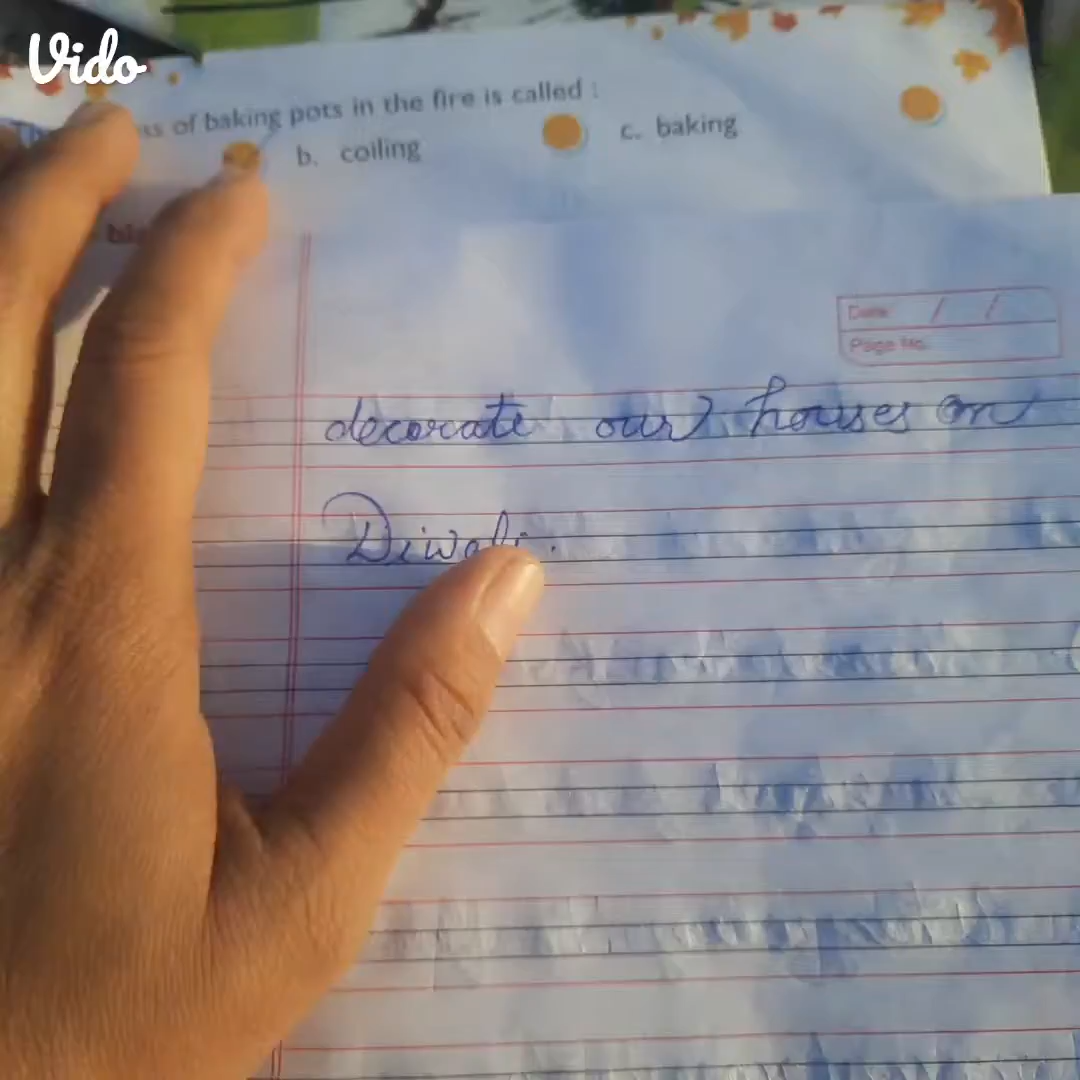 Vido
ss of baking pots in the fire is called :
b. coiling
c. baking
Date / /
Page No.
decorate our houses on
Diwali.